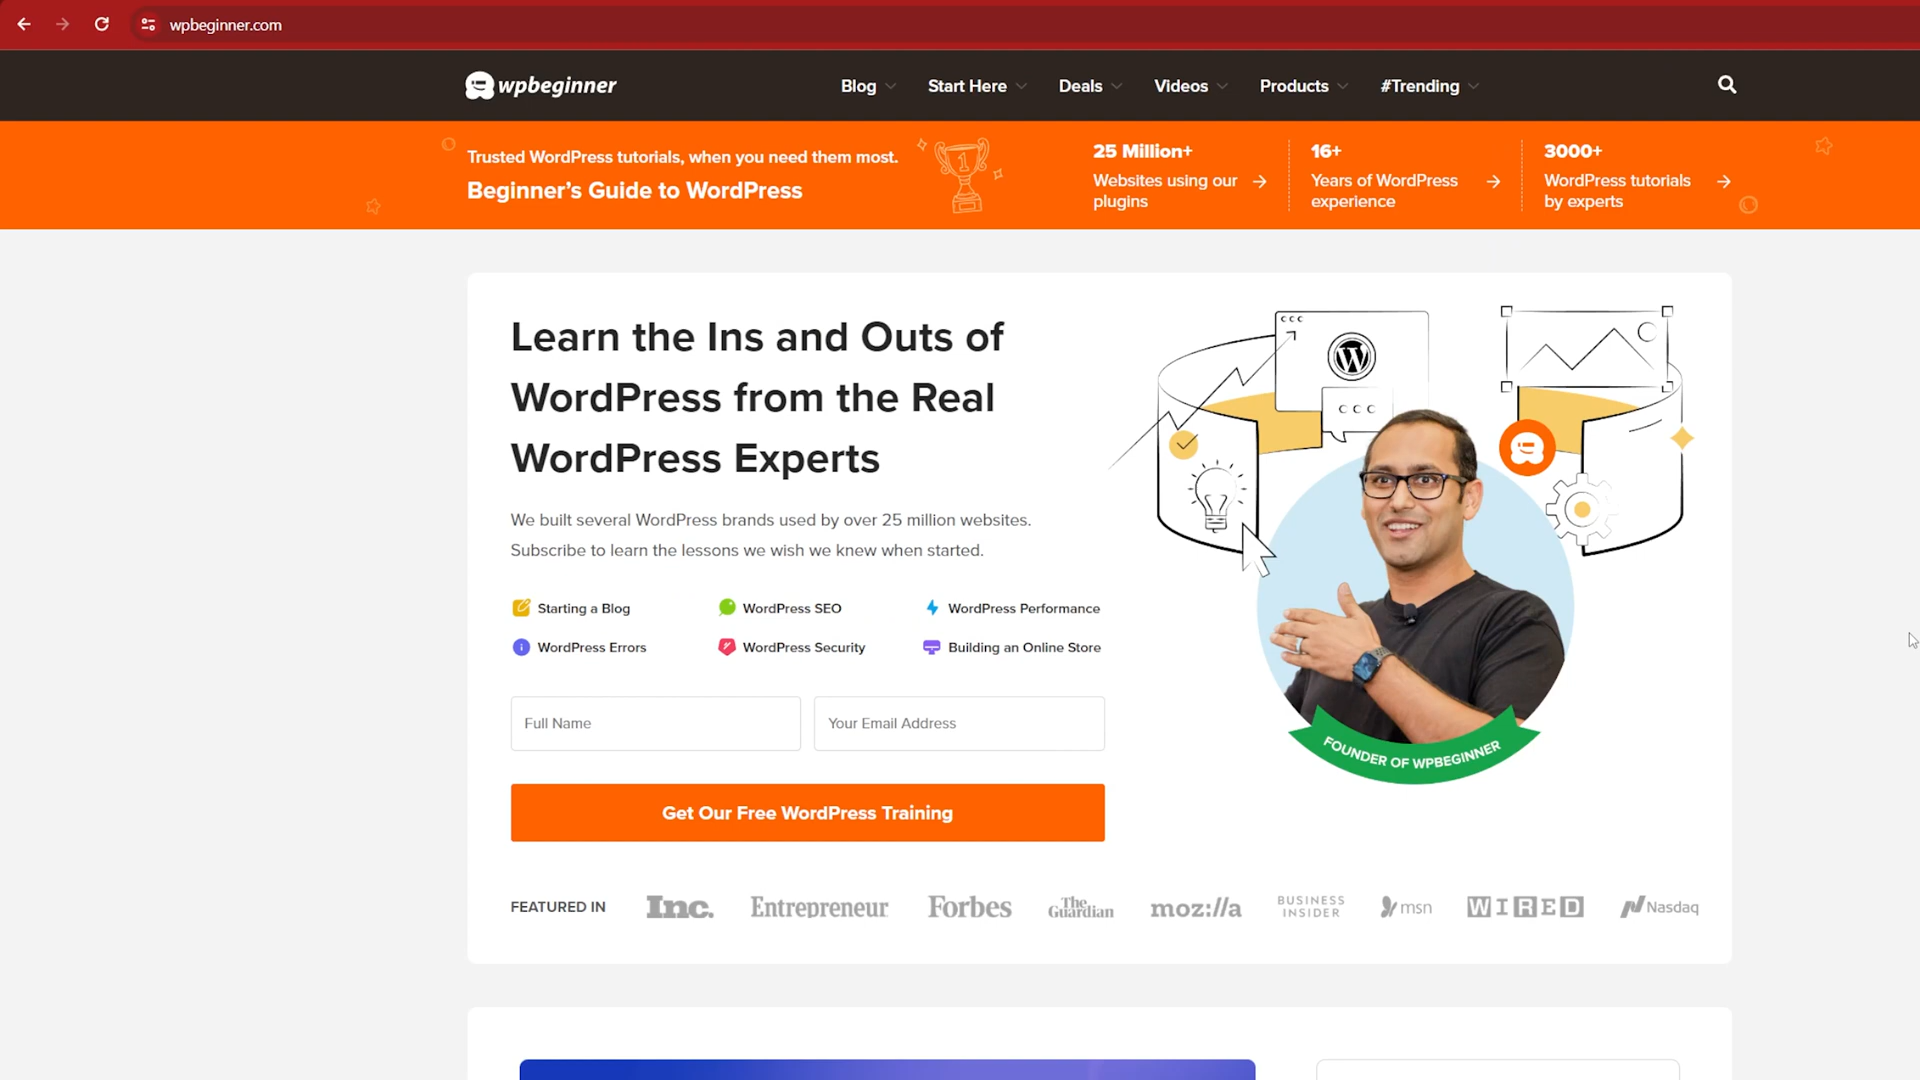 wpbeginner.com
wpbeginner
Blog
Start Here
Deals
Videos
Products
#Trending
Trusted WordPress tutorials, when you need them most.
Beginner's Guide to WordPress
1
25 Million+
Websites using our
plugins
16+
Years of WordPress
experience
3000+
WordPress tutorials
by experts
Learn the Ins and Outs of
WordPress from the Real
WordPress Experts
We built several WordPress brands used by over 25 million websites.
Subscribe to learn the lessons we wish we knew when started.
Starting a Blog
WordPress SEO
WordPress Performance
WordPress Errors
WordPress Security
Building an Online Store
Full Name
Your Email Address
Get Our Free WordPress Training
W
FOUNDER OF WPBEGINNER
FEATURED IN
Inc.
Entrepreneur
Forbes
The
Guardian
moz://a
BUSINESS
INSIDER
msn
WIRED
Nasdaq